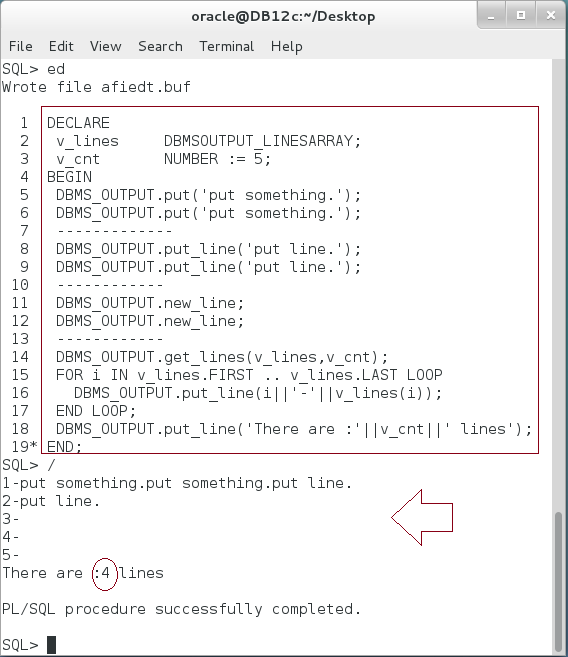 oracle@DB12c:~/Desktop
File Edit View Search Terminal Help
SQL> ed
Wrote file afiedt.buf
1 DECLARE
2 v_lines DBMSOUTPUT_LINESARRAY;
3 v_cnt NUMBER := 5;
4 BEGIN
5 DBMS_OUTPUT.put('put something.');
6 DBMS_OUTPUT.put('put something.');
7 -------------
8 DBMS_OUTPUT.put_line('put line.');
9 DBMS_OUTPUT.put_line('put line.');
10 ------------
11 DBMS_OUTPUT.new_line;
12 DBMS_OUTPUT.new_line;
13 ------------
14 DBMS_OUTPUT.get_lines(v_lines,v_cnt);
15 FOR i IN v_lines.FIRST .. v_lines.LAST LOOP
16 DBMS_OUTPUT.put_line(i||'-'||v_lines(i));
17 END LOOP;
18 DBMS_OUTPUT.put_line('There are :'||v_cnt||' lines');
19* END;
SQL> /
1-put something.put something.put line.
2-put line.
3-
4-
5-
There are :4 lines
PL/SQL procedure successfully completed.
SQL>